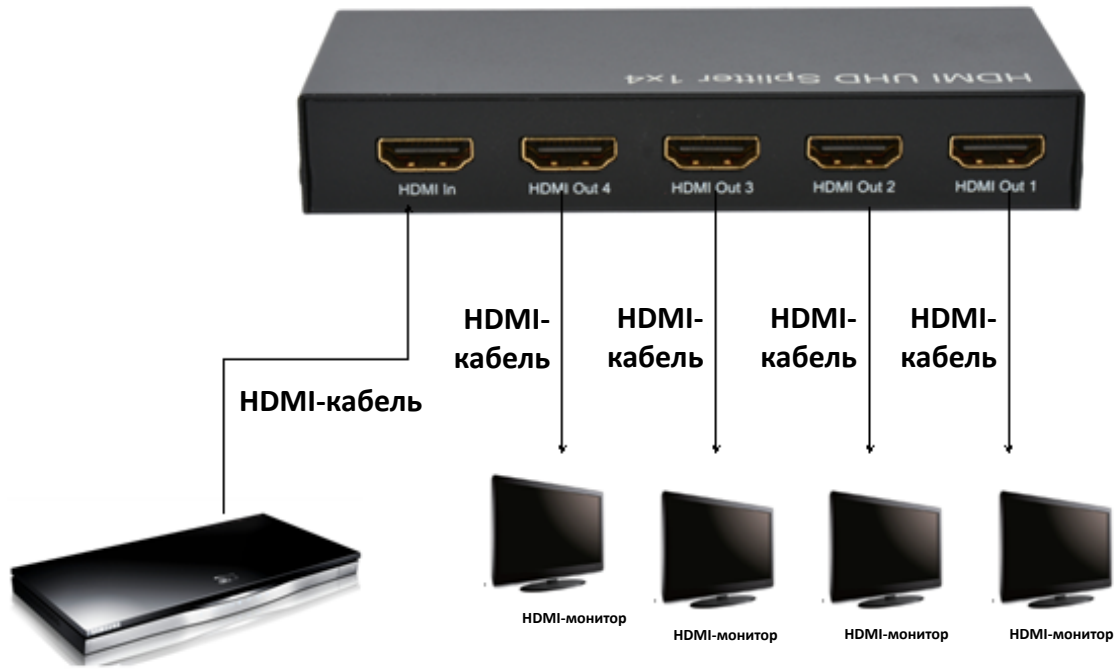 HDMI UHD Splitter 1x4
HDMI In
HDMI Out 4
HDMI Out 3
HDMI Out 2
HDMI Out 1
HDMI-
кабель
HDMI-
кабель
HDMI-
кабель
HDMI-
кабель
HDMI-кабель
HDMI-монитор
HDMI-монитор
HDMI-монитор
HDMI-монитор